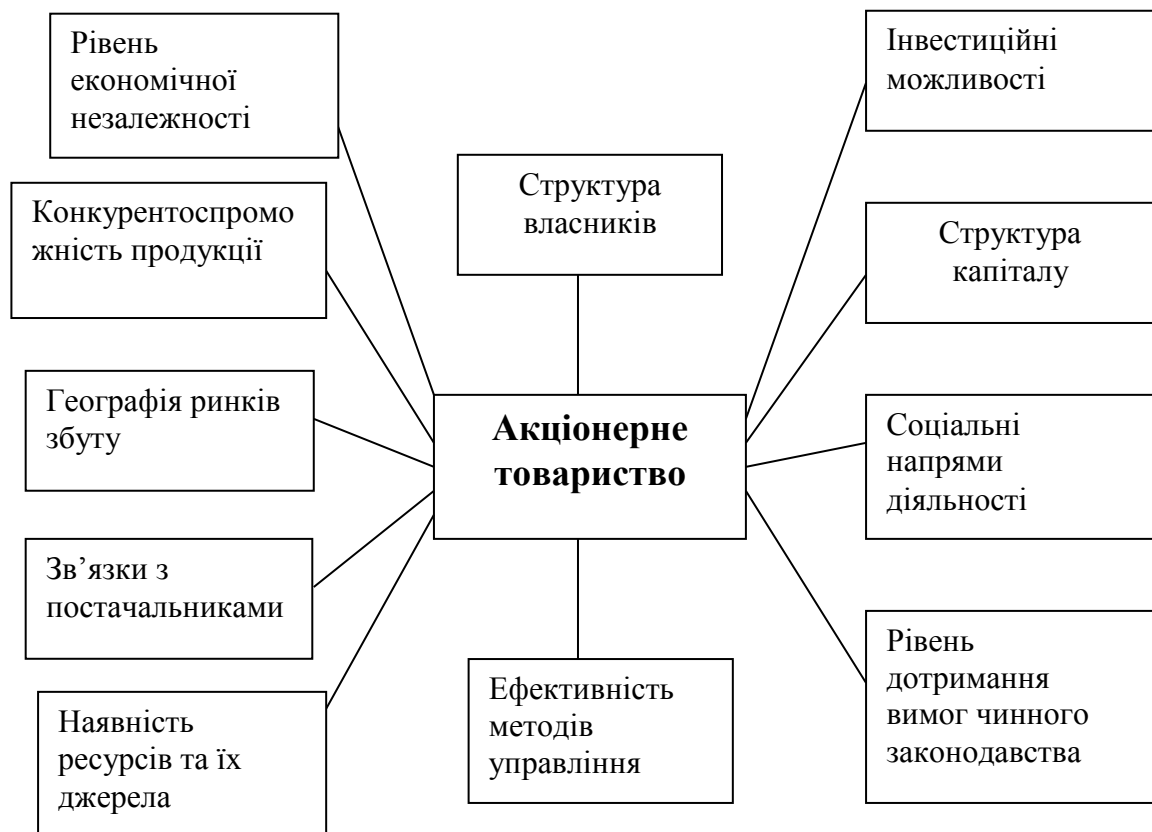 Рівень
економічної
незалежності
Конкурентоспромо
жність продукції
Географія ринків
збуту
Зв’язки з
постачальниками
Наявність
ресурсів та їх
джерела
Структура
власників
Акціонерне
товариство
Ефективність
методів
управління
Інвестиційні
можливості
Структура
капіталу
Соціальні
напрями
діяльності
Рівень
дотримання
вимог чинного
законодавства